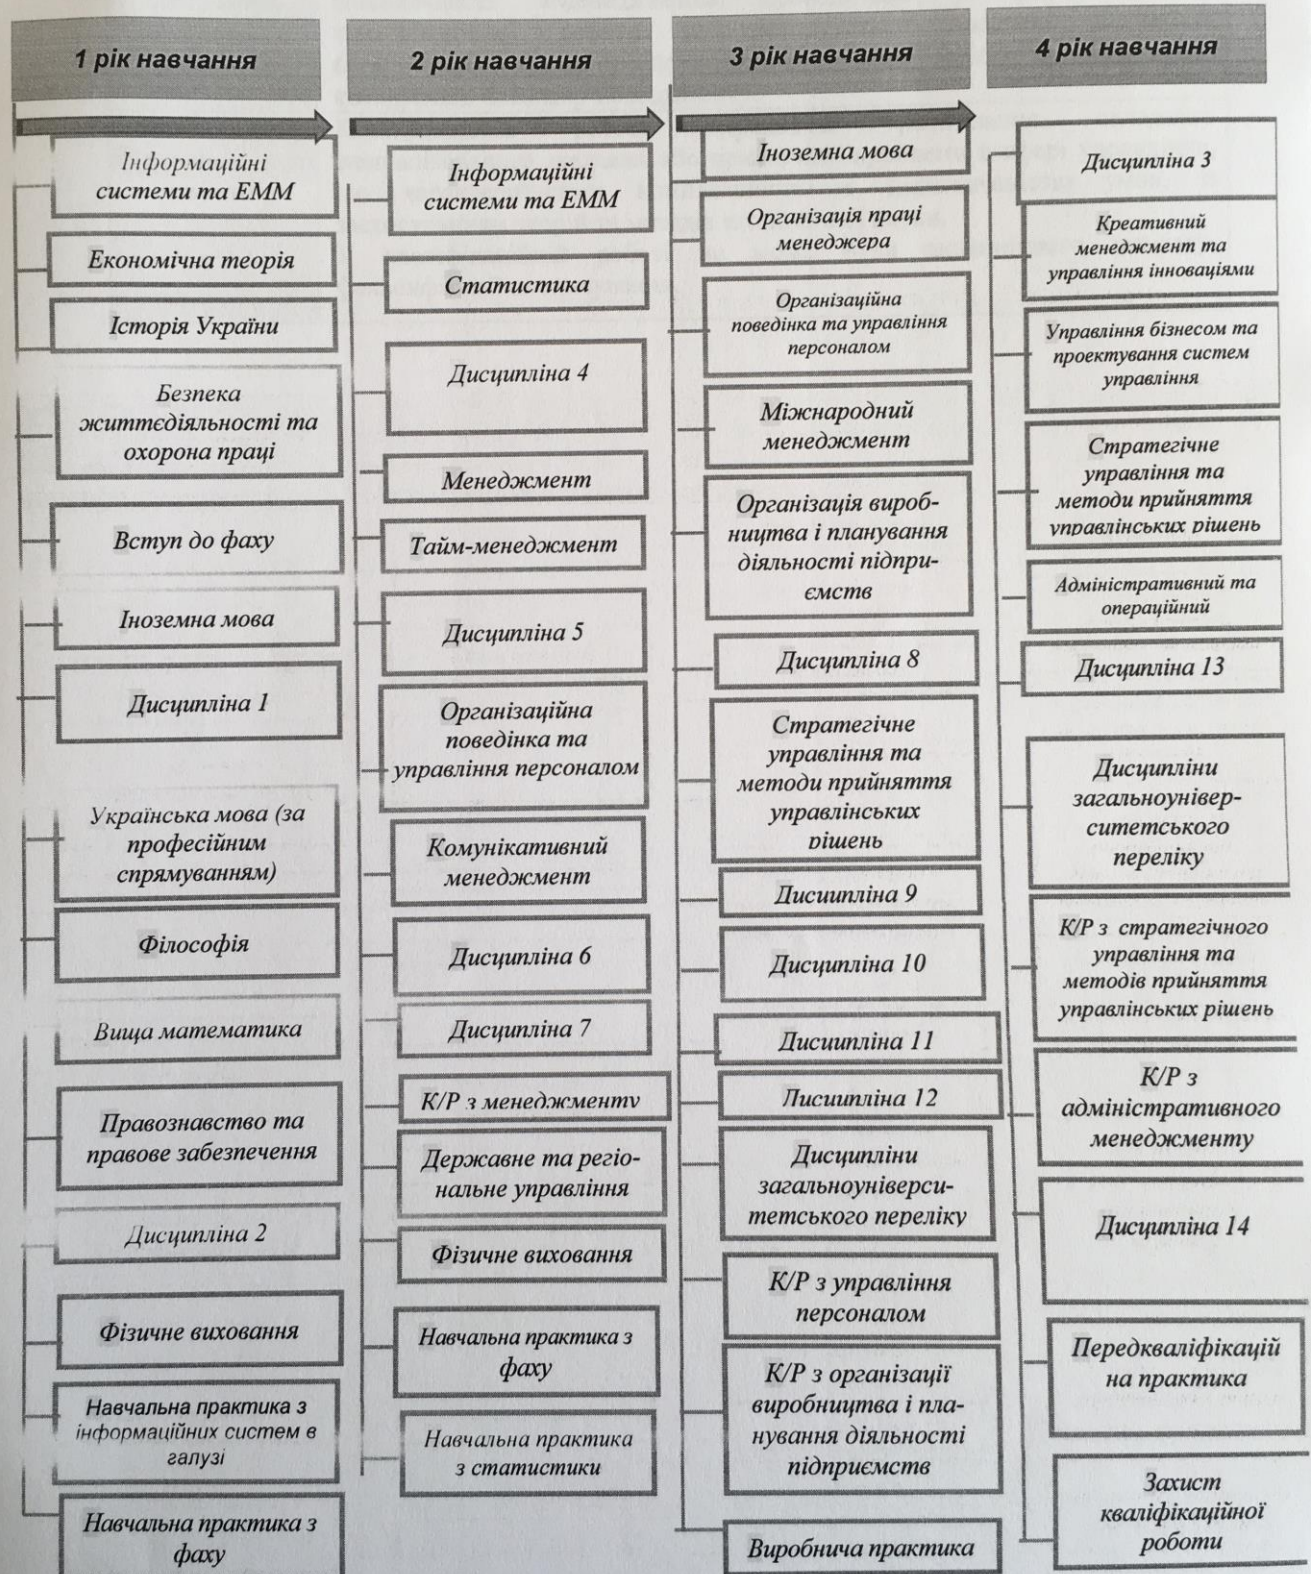 1 рік навчання
Інформаційні
системи та ЕММ
Економічна теорія
Історія України
Безпека
життєдіяльності та
охорона праці
Вступ до фаху
Іноземна мова
Дисципліна 1
Українська мова (за
професійним
спрямуванням)
Філософія
Вища математика
Правознавство та
правове забезпечення
Дисципліна 2
Фізичне виховання
Навчальна практика з
інформаційних систем в
галузі
Навчальна практика з
фаху
2 рік навчання
Інформаційні
системи та ЕММ
Статистика
Дисципліна 4
Менеджмент
Тайм-менеджмент
Дисципліна 5
Організаційна
поведінка та
управління персоналом
Комунікативний
менеджмент
Дисципліна 6
Дисципліна 7
К/Р з менеджменту
Державне та регіо-
нальне управління
Фізичне виховання
Навчальна практика з
фаху
Навчальна практика
з статистики
3 рік навчання
Іноземна мова
Організація праці
менеджера
Організаційна
поведінка та управління
персоналом
Міжнародний
менеджмент
Організація вироб-
ництва і планування
діяльності підпри-
ємств
Дисципліна 8
Стратегічне
управління та
методи прийняття
управлінських
рішень
Дисципліна 9
Дисципліна 10
Дисципліна 11
Дисципліна 12
Дисципліни
загальноуніверси-
тетського переліку
К/Р з управління
персоналом
К/Р з організації
виробництва і пла-
нування діяльності
підприємств
Виробнича практика
4 рік навчання
Дисципліна 3
Креативний
менеджмент та
управління інноваціями
Управління бізнесом та
проектування систем
управління
Стратегічне
управління та
методи прийняття
управлінських рішень
Адміністративний та
операційний
Дисципліна 13
Дисципліни
загальноунівер-
ситетського
переліку
К/Р з стратегічного
управління та
методів прийняття
управлінських рішень
К/Р з
адміністративного
менеджменту
Дисципліна 14
Передкваліфікацій
на практика
Захист
кваліфікаційної
роботи